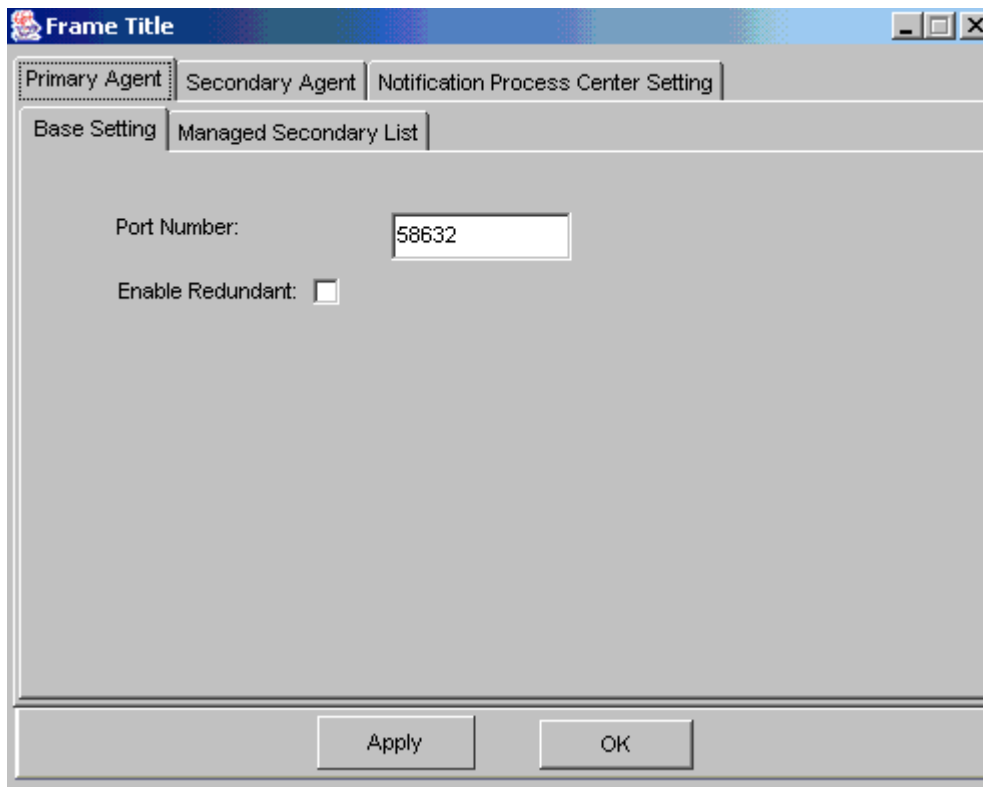 Frame Title
Primary Agent Secondary Agent Notification Process Center Setting
Base Setting Managed Secondary List
Port Number: 58632
Enable Redundant:
Apply OK